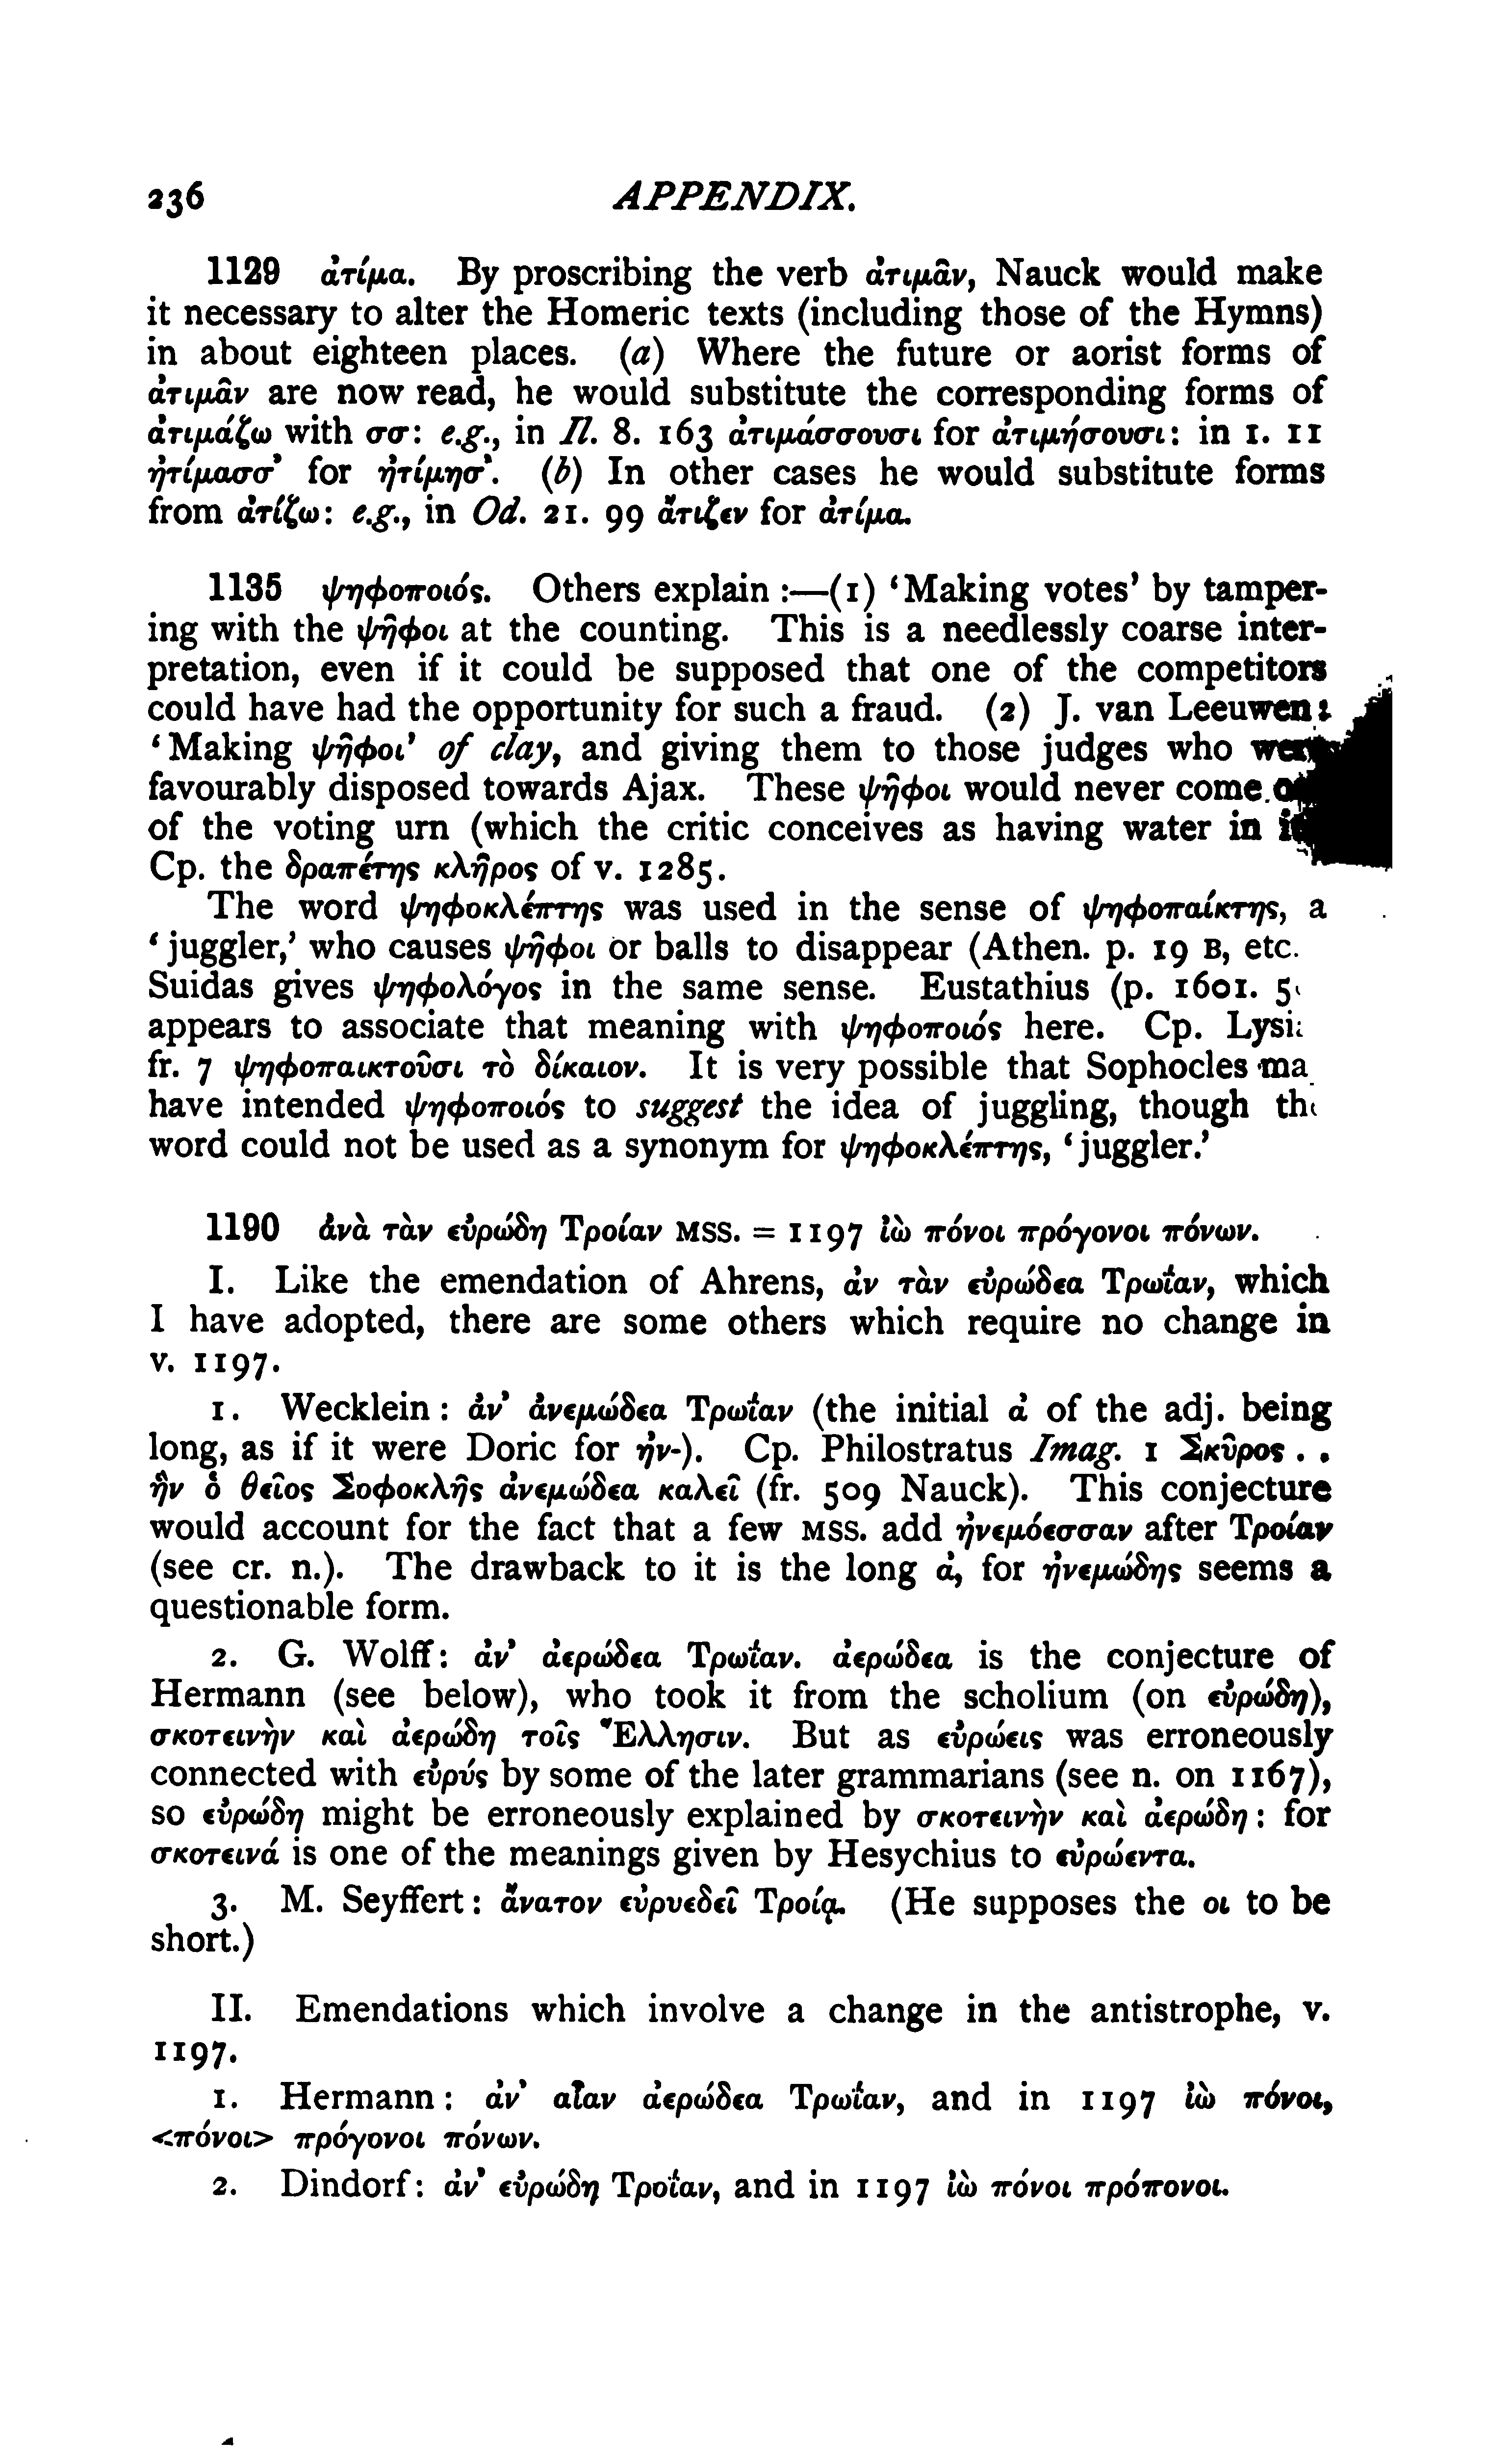 236 APPENDIX.
1129 ἀτίμα. By proscribing the verb ἀτιμᾶν, Nauck would make
it necessary to alter the Homeric texts (including those of the Hymns)
in about eighteen places. (a) Where the future or aorist forms of
ἀτιμᾶν are now read, he would substitute the corresponding forms of
ἀτιμάζω with σσ: e.g., in Il. 8. 163 ἀτιμάσσουσι for ἀτιμήσουσι: in 1. 11
ἠτίμασσ' for ἠτίμησ'. (b) In other cases he would substitute forms
from ἀτίζω: e.g., in Od. 21. 99 ἄτιζεν for ἀτίμα.
1135 ψηφοποιός. Others explain :—(1) ‘Making votes’ by tamper-
ing with the ψῆφοι at the counting. This is a needlessly coarse inter-
pretation, even if it could be supposed that one of the competitors
could have had the opportunity for such a fraud. (2) J. van Leeuwen:
‘Making ψῆφοι’ of clay, and giving them to those judges who were
favourably disposed towards Ajax. These ψῆφοι would never come
of the voting urn (which the critic conceives as having water in
Cp. the δραπέτης κλῆρος of v. 1285.
The word ψηφοκλέπτης was used in the sense of ψηφοπαίκτης, a
‘juggler,’ who causes ψῆφοι or balls to disappear (Athen. p. 19 B, etc.
Suidas gives ψηφολόγος in the same sense. Eustathius (p. 1601. 5
appears to associate that meaning with ψηφοποιός here. Cp.
fr. 7 ψηφοπαικτοῦσι τὸ δίκαιον. It is very possible that Sophocles
have intended ψηφοποιός to suggest the idea of juggling, though the
word could not be used as a synonym for ψηφοκλέπτης, ‘juggler.’
1190 ἀνὰ τὰν εὐρώδη Τροίαν MSS. = 1197 ἰὼ πόνοι πρόγονοι πόνων.
I. Like the emendation of Ahrens, ἀν τὰν εὐρώδεα Τρωΐαν, which
I have adopted, there are some others which require no change in
v. 1197.
1. Wecklein: ἀν' ἀνεμώδεα Τρωΐαν (the initial ἀ of the adj. being
long, as if it were Doric for ἠν-). Cp. Philostratus Imag. 1 Σκῦρος . .
ἣν ὁ θεῖος Σοφοκλῆς ἀνεμώδεα καλεῖ (fr. 509 Nauck). This conjecture
would account for the fact that a few MSS. add ἠνεμόεσσαν after Τροίαν
(see cr. n.). The drawback to it is the long ἀ, for ἠνεμώδης seems a
questionable form.
2. G. Wolff: ἀν' ἀερώδεα Τρωΐαν. ἀερώδεα is the conjecture of
Hermann (see below), who took it from the scholium (on εὐρώδη),
σκοτεινὴν καὶ ἀερώδη τοῖς Ἕλλησιν. But as εὐρώεις was erroneously
connected with εὐρύς by some of the later grammarians (see n. on 1167),
so εὐρώδη might be erroneously explained by σκοτεινὴν καὶ ἀερώδη: for
σκοτεινά is one of the meanings given by Hesychius to εὐρώεντα.
3. M. Seyffert: ἄνατον εὐρυεδεῖ Τροίᾳ. (He supposes the οι to be
short.)
II. Emendations which involve a change in the antistrophe, v.
1197.
1. Hermann: ἀν' αἶαν ἀερώδεα Τρωΐαν, and in 1197 ἰὼ πόνοι,
<πόνοι> πρόγονοι πόνων.
2. Dindorf: ἀν' εὐρώδη Τροΐαν, and in 1197 ἰὼ πόνοι πρόπονοι.